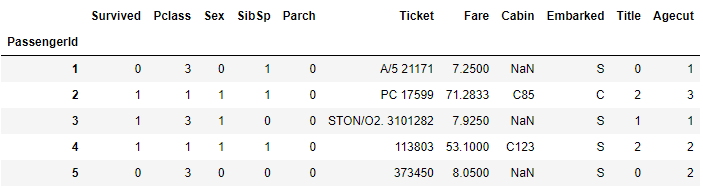 Survived Pclass Sex SibSp Parch Ticket Fare Cabin Embarked Title Agecut
PassengerId
1 0 3 0 1 0 A/5 21171 7.2500 NaN S 0 1
2 1 1 1 1 0 PC 17599 71.2833 C85 C 2 3
3 1 3 1 0 0 STON/O2. 3101282 7.9250 NaN S 1 1
4 1 1 1 1 0 113803 53.1000 C123 S 2 2
5 0 3 0 0 0 373450 8.0500 NaN S 0 2